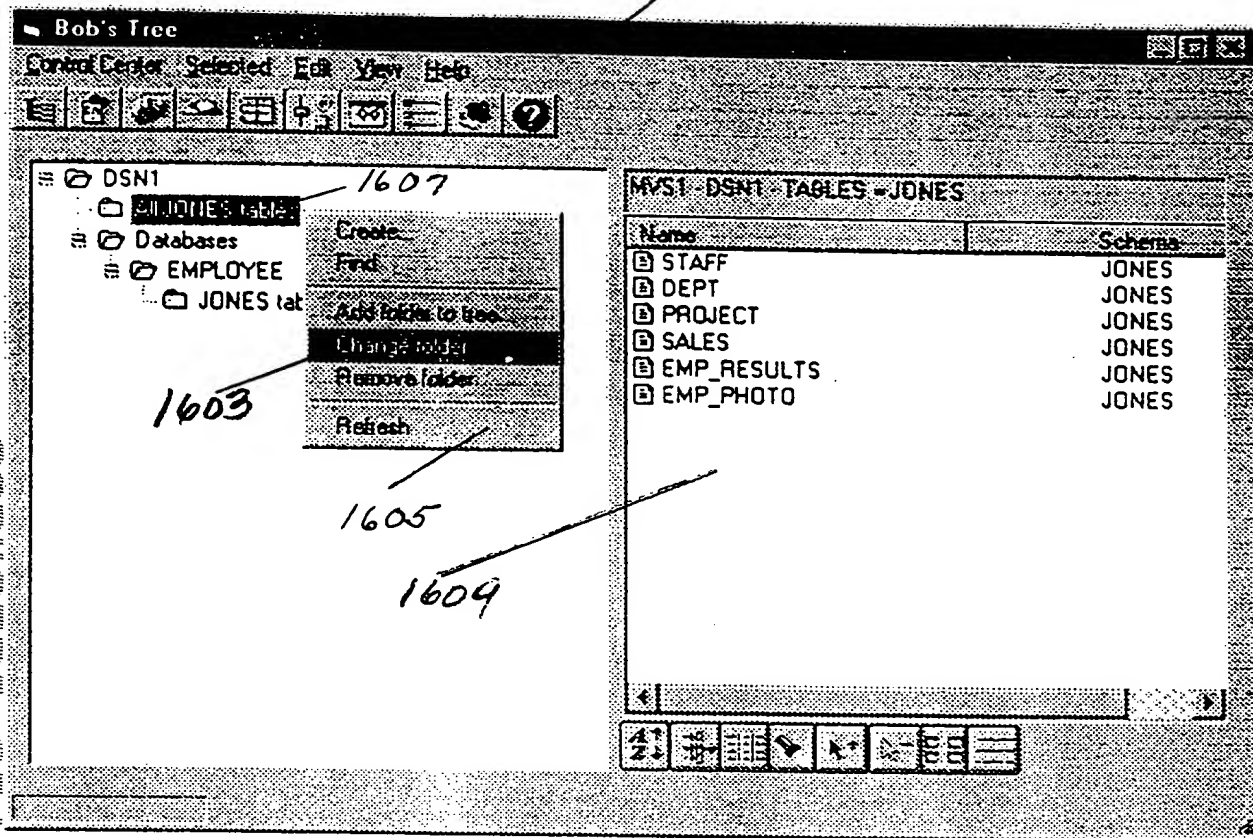 Bob's Tree
Control Center Selected Edit View Help
DSN1
1607
All JONES tables
Databases
EMPLOYEE
JONES tab
Create...
Find
Add folder to tree...
Change folder
Remove folder
Refresh
1603
1605
1609
MVS1 - DSN1 - TABLES - JONES
Name Schema
STAFF JONES
DEPT JONES
PROJECT JONES
SALES JONES
EMP_RESULTS JONES
EMP_PHOTO JONES